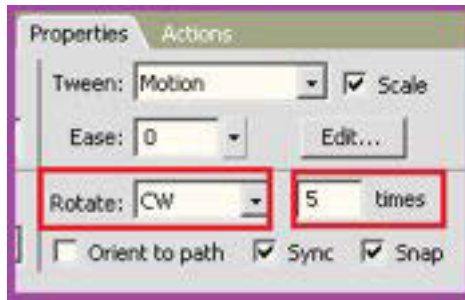 Properties Actions
Tween: Motion Scale
Ease: 0 Edit...
Rotate: CW 5 times
Orient to path Sync Snap